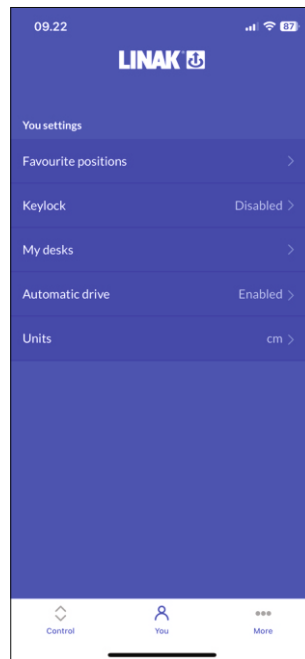 09.22
87
LINAK
You settings
Favourite positions
Keylock Disabled
My desks
Automatic drive Enabled
Units cm
Control You More